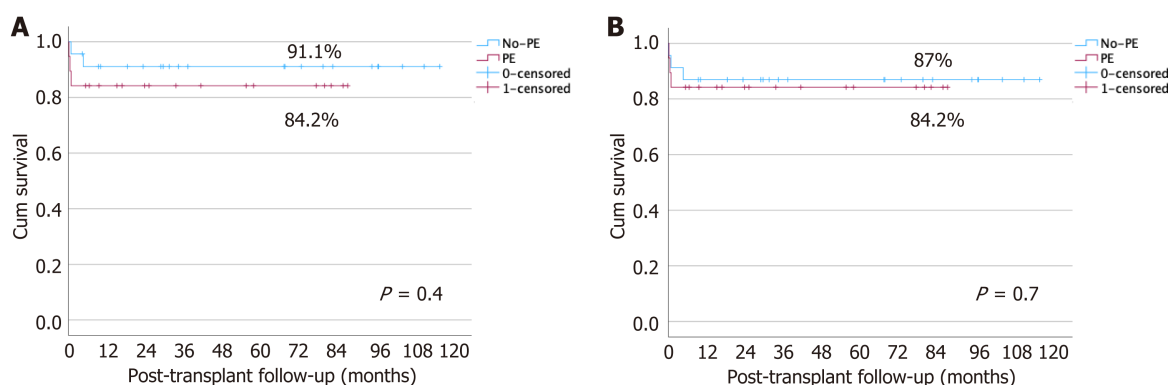 A
Cum survival
1.0
0.8
0.6
0.4
0.2
0.0
91.1%
84.2%
P = 0.4
0 12 24 36 48 60 72 84 96 108 120
Post-transplant follow-up (months)
No-PE
PE
0-censored
1-censored
B
Cum survival
1.0
0.8
0.6
0.4
0.2
0.0
87%
84.2%
P = 0.7
0 12 24 36 48 60 72 84 96 108 120
Post-transplant follow-up (months)
No-PE
PE
0-censored
1-censored